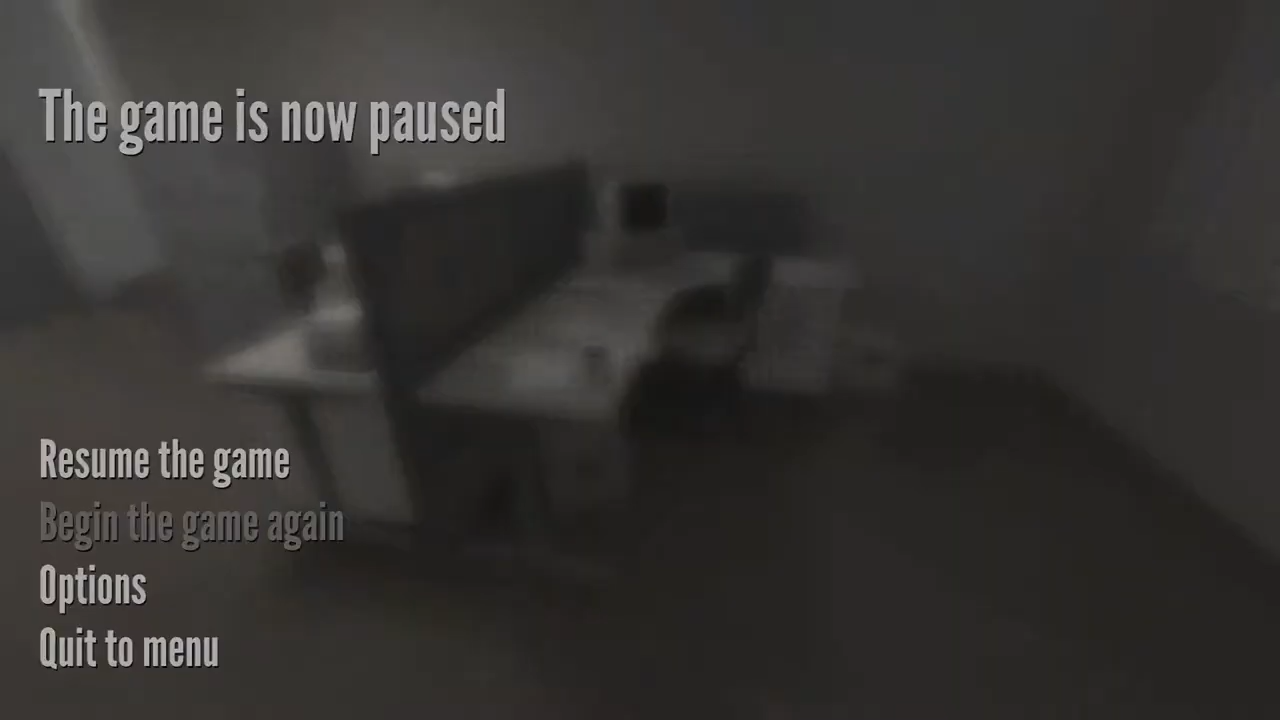 The game is now paused
Resume the game
Begin the game again
Options
Quit to menu